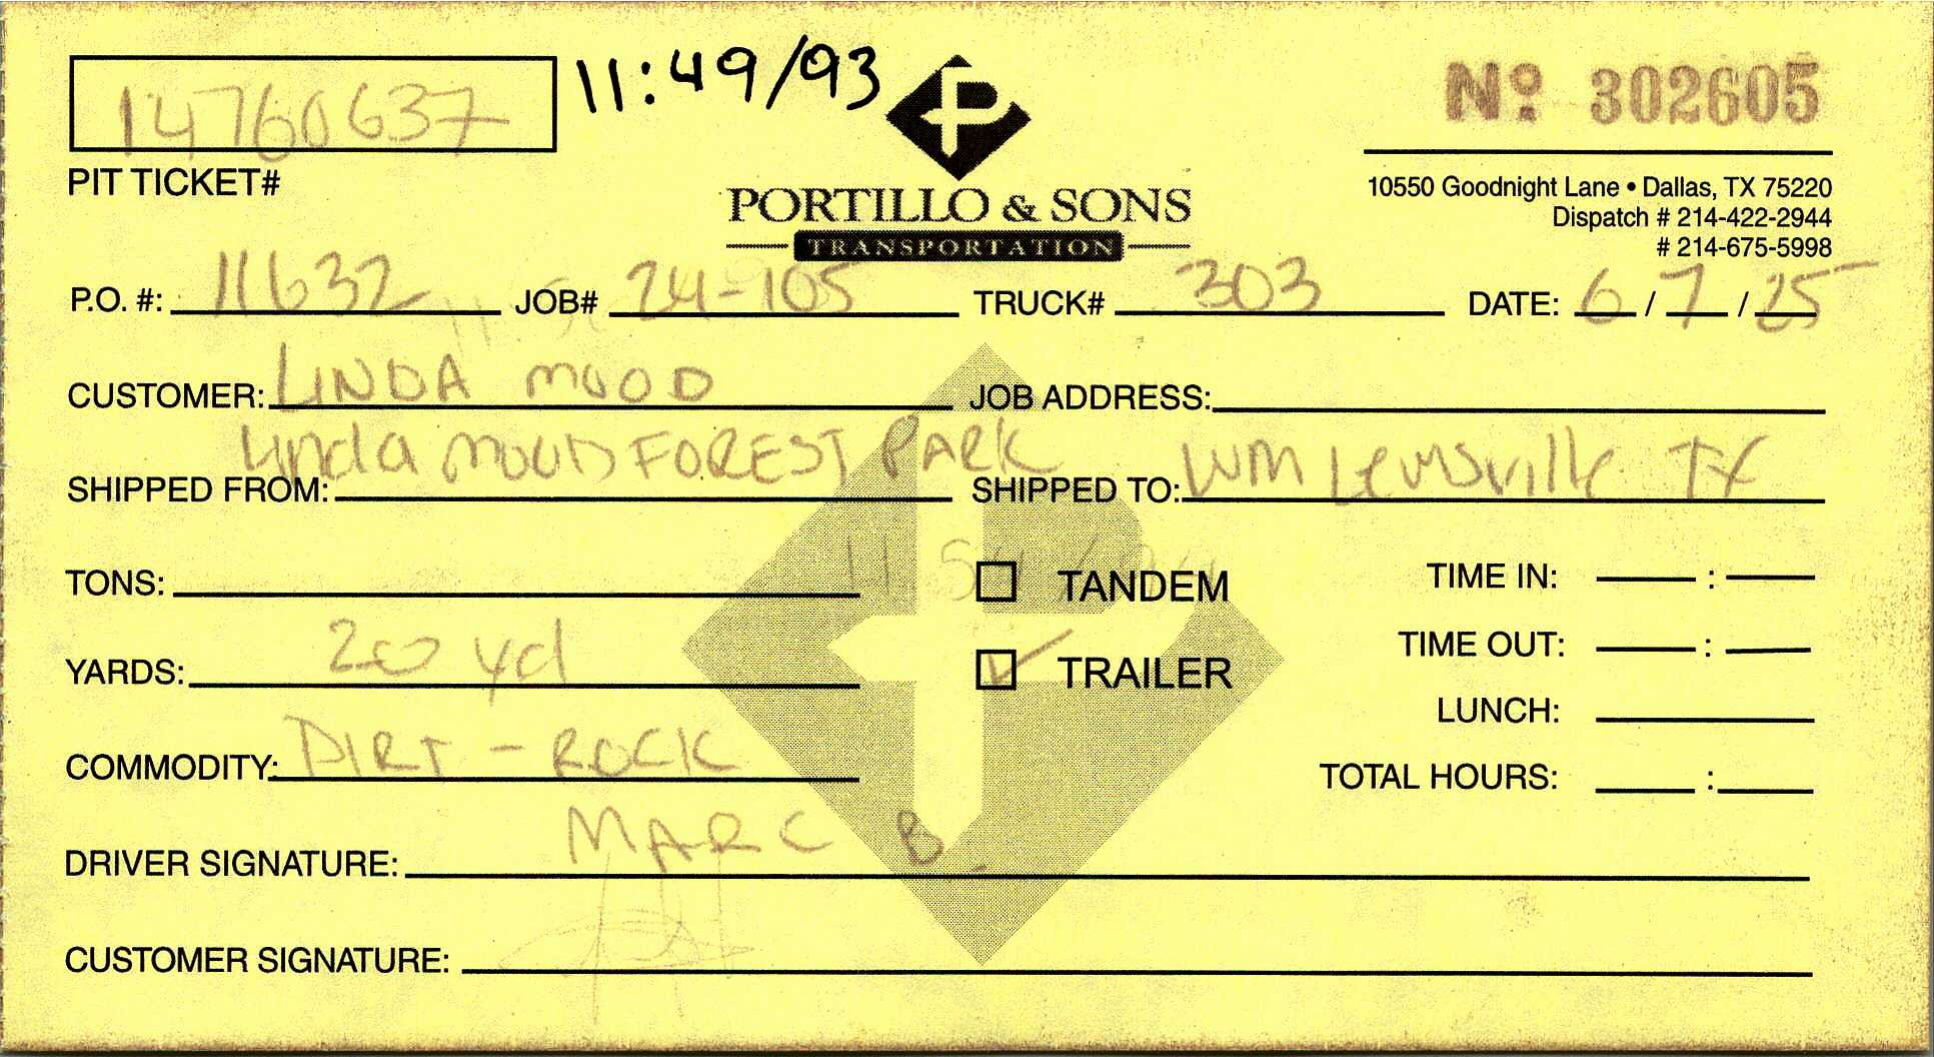 14760637 11:49/93 Nº 302605
PIT TICKET#
PORTILLO & SONS
TRANSPORTATION
10550 Goodnight Lane • Dallas, TX 75220
Dispatch # 214-422-2944
# 214-675-5998
P.O. #: 11632 JOB# 24-105 TRUCK# 303 DATE: 6/7/25
CUSTOMER: LINDA MOOD JOB ADDRESS:
SHIPPED FROM: Linda mood FOREST PARK SHIPPED TO: WM Lewisville TX
TONS: TANDEM TIME IN: :
YARDS: 20 yd TRAILER TIME OUT: :
LUNCH:
COMMODITY: DIRT - ROCK TOTAL HOURS: :
DRIVER SIGNATURE: MARC B.
CUSTOMER SIGNATURE: